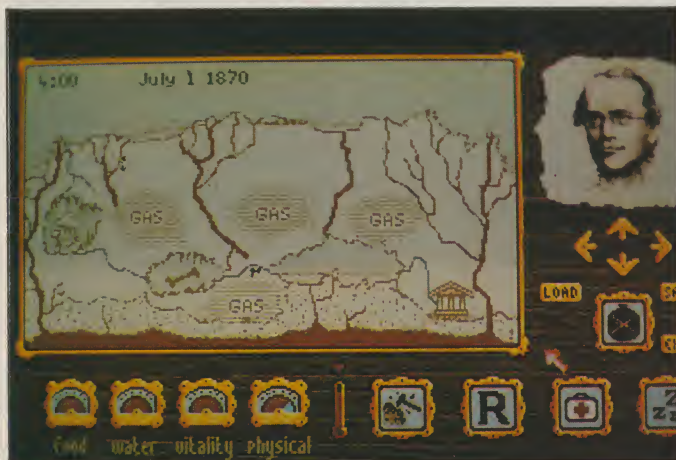 4:00 July 1 1870
GAS
GAS
GAS
GAS
LOAD
R
food water vitality physical